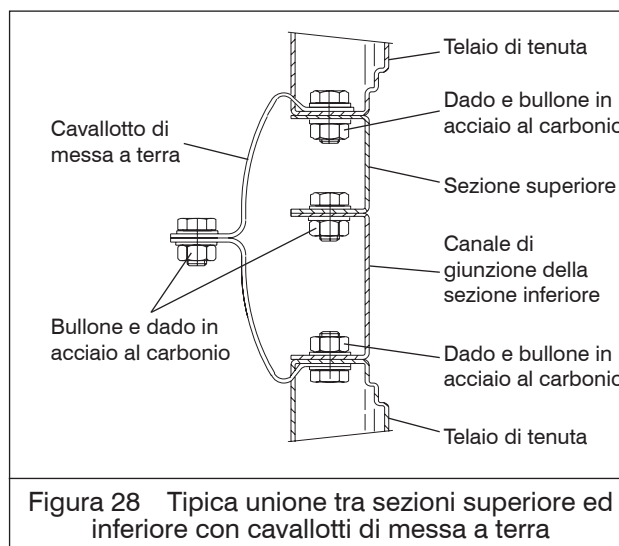 Telaio di tenuta
Dado e bullone in
acciaio al carbonio
Cavallotto di
messa a terra
Sezione superiore
Canale di
giunzione della
sezione inferiore
Bullone e dado in
acciaio al carbonio
Dado e bullone in
acciaio al carbonio
Telaio di tenuta
Figura 28 Tipica unione tra sezioni superiore ed
inferiore con cavallotti di messa a terra